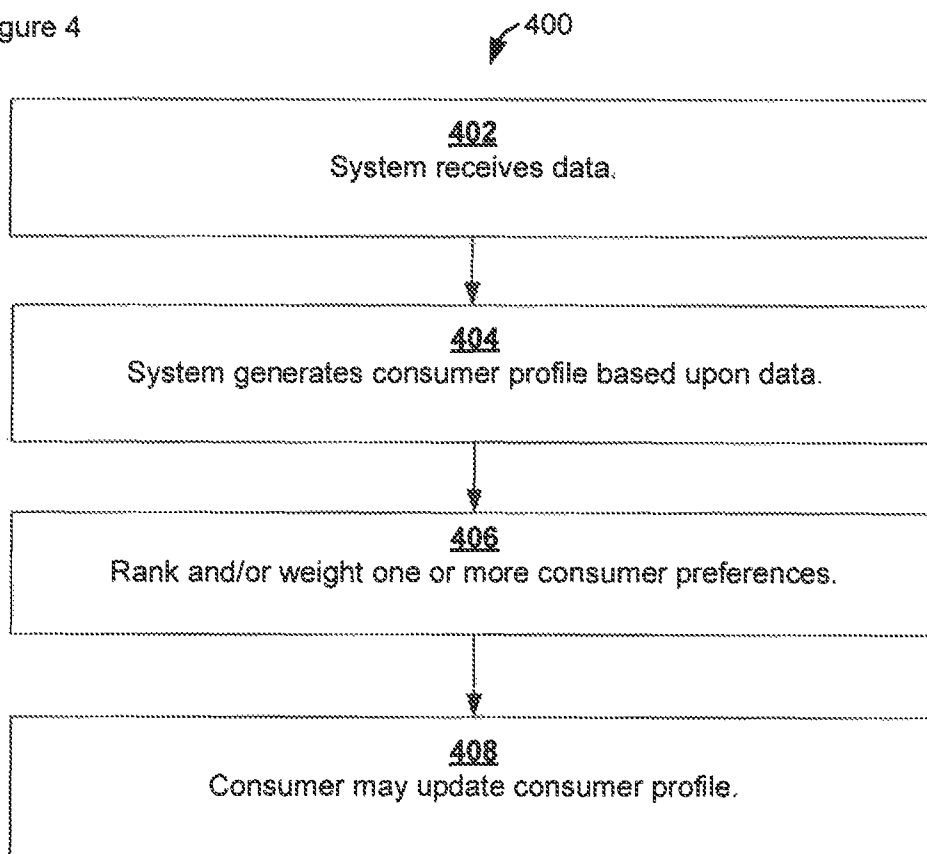 gure 4
400
402
System receives data.
404
System generates consumer profile based upon data.
406
Rank and/or weight one or more consumer preferences.
408
Consumer may update consumer profile.